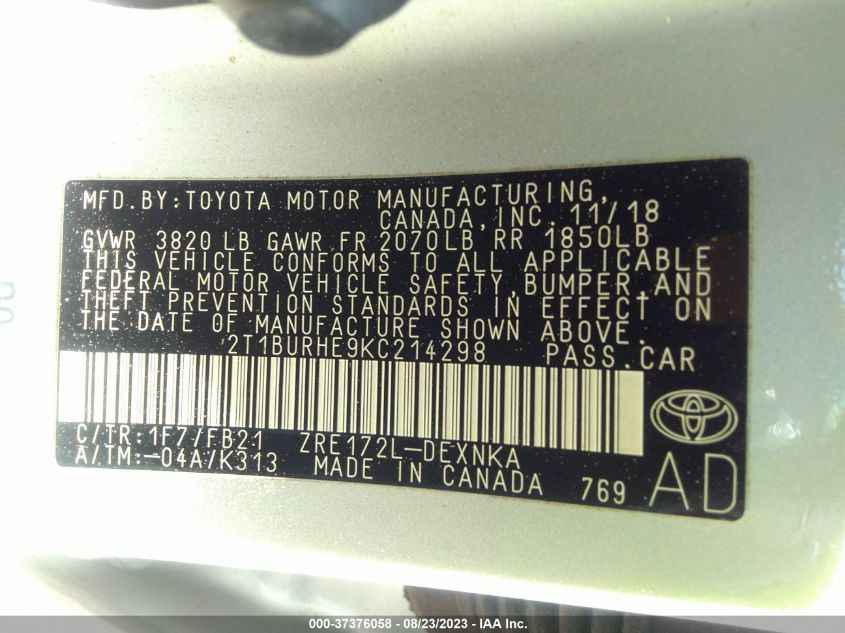 MFD.BY:TOYOTA MOTOR MANUFACTURING,
CANADA,INC. 11/18
GVWR 3820 LB GAWR FR 2070LB RR 1850LB
THIS VEHICLE CONFORMS TO ALL APPLICABLE
FEDERAL MOTOR VEHICLE SAFETY,BUMPER,AND
THEFT PREVENTION STANDARDS IN EFFECT ON
THE DATE OF MANUFACTURE SHOWN ABOVE.
2T1BURHE9KC214298 PASS.CAR
C/TR:1F7/FB21 ZRE172L-DEXNKA
A/TM:-04A/K313 MADE IN CANADA 769 AD
000-37376058 - 08/23/2023 - IAA Inc.